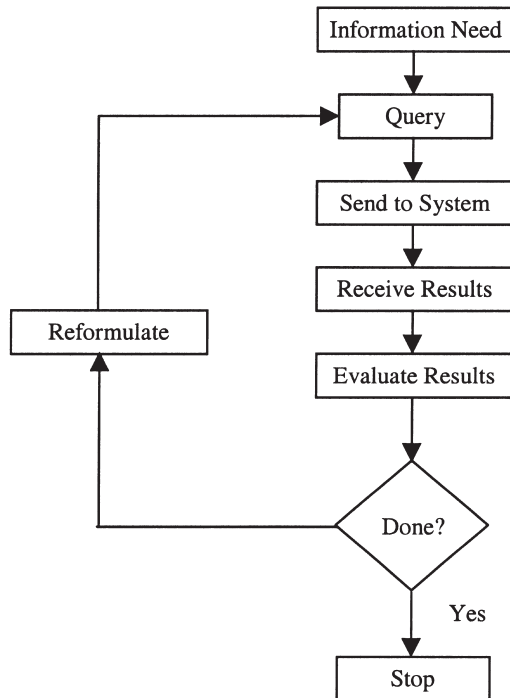 Information Need
Query
Send to System
Receive Results
Reformulate
Evaluate Results
Done?
Yes
Stop